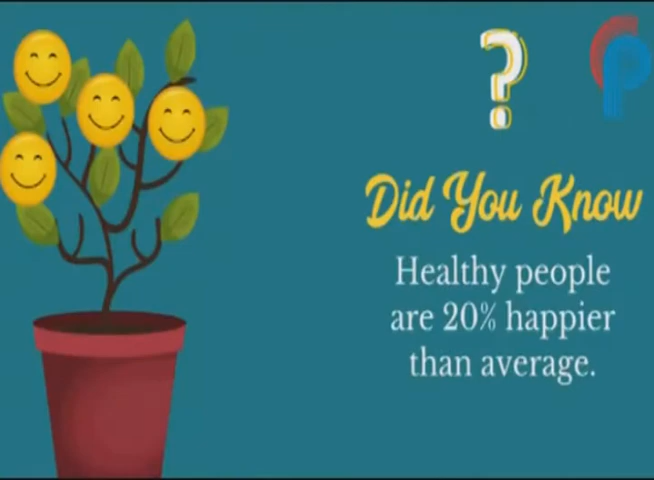 ?
Did You Know
Healthy people
are 20% happier
than average.